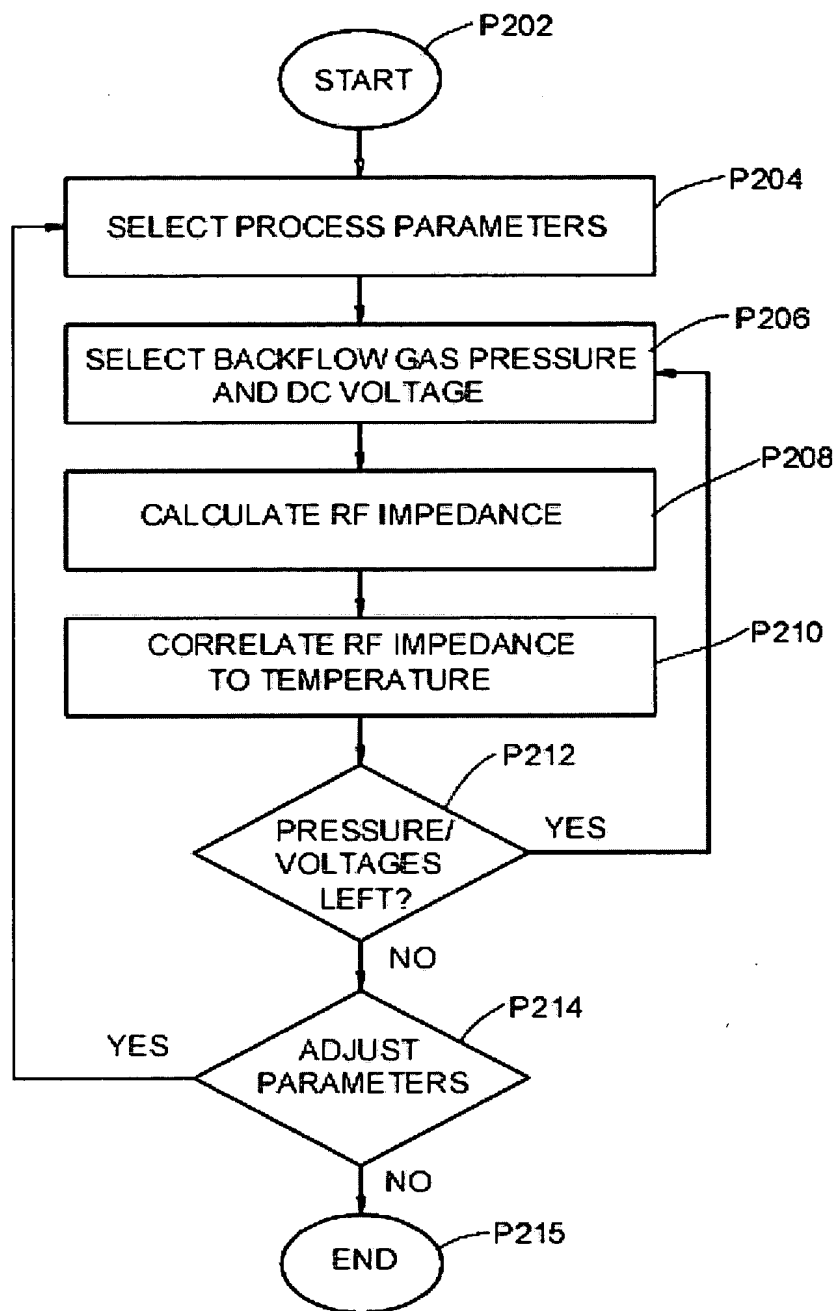 P202
START
P204
SELECT PROCESS PARAMETERS
P206
SELECT BACKFLOW GAS PRESSURE
AND DC VOLTAGE
P208
CALCULATE RF IMPEDANCE
CORRELATE RF IMPEDANCE
TO TEMPERATURE
P210
P212
PRESSURE/
VOLTAGES
LEFT?
YES
NO
P214
YES
ADJUST
PARAMETERS
NO
P215
END